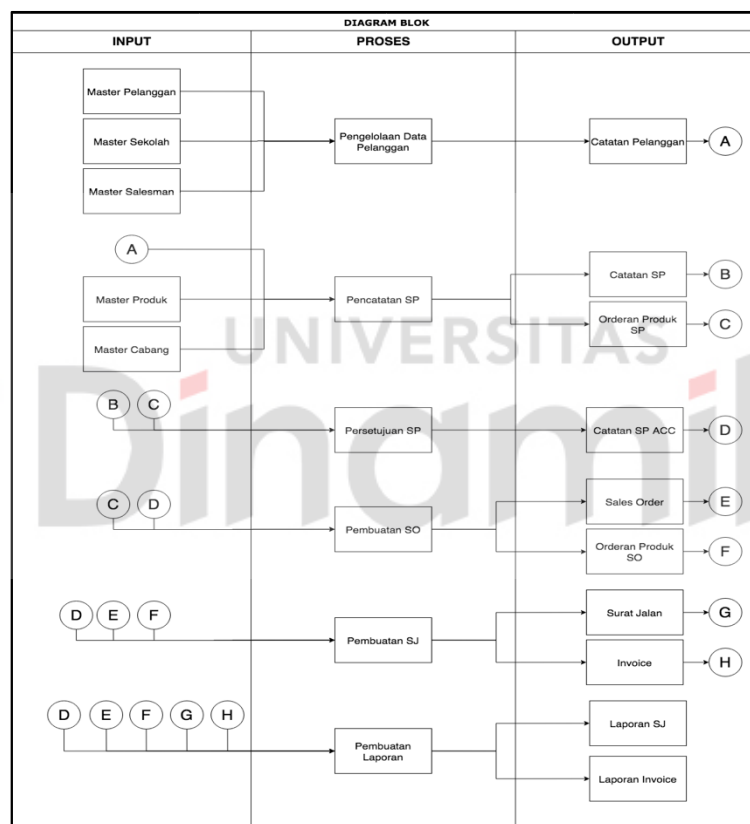 DIAGRAM BLOK
INPUT
PROSES
OUTPUT
Master Pelanggan
Master Sekolah
Master Salesman
Pengelolaan Data
Pelanggan
Catatan Pelanggan
A
A
Master Produk
Master Cabang
Pencatatan SP
Catatan SP
B
Orderan Produk
SP
C
UNIVERSITAS
Dinamik
B
C
Persetujuan SP
Catatan SP ACC
D
C
D
Pembuatan SO
Sales Order
E
Orderan Produk
SO
F
D
E
F
Pembuatan SJ
Surat Jalan
G
Invoice
H
D
E
F
G
H
Pembuatan
Laporan
Laporan SJ
Laporan Invoice